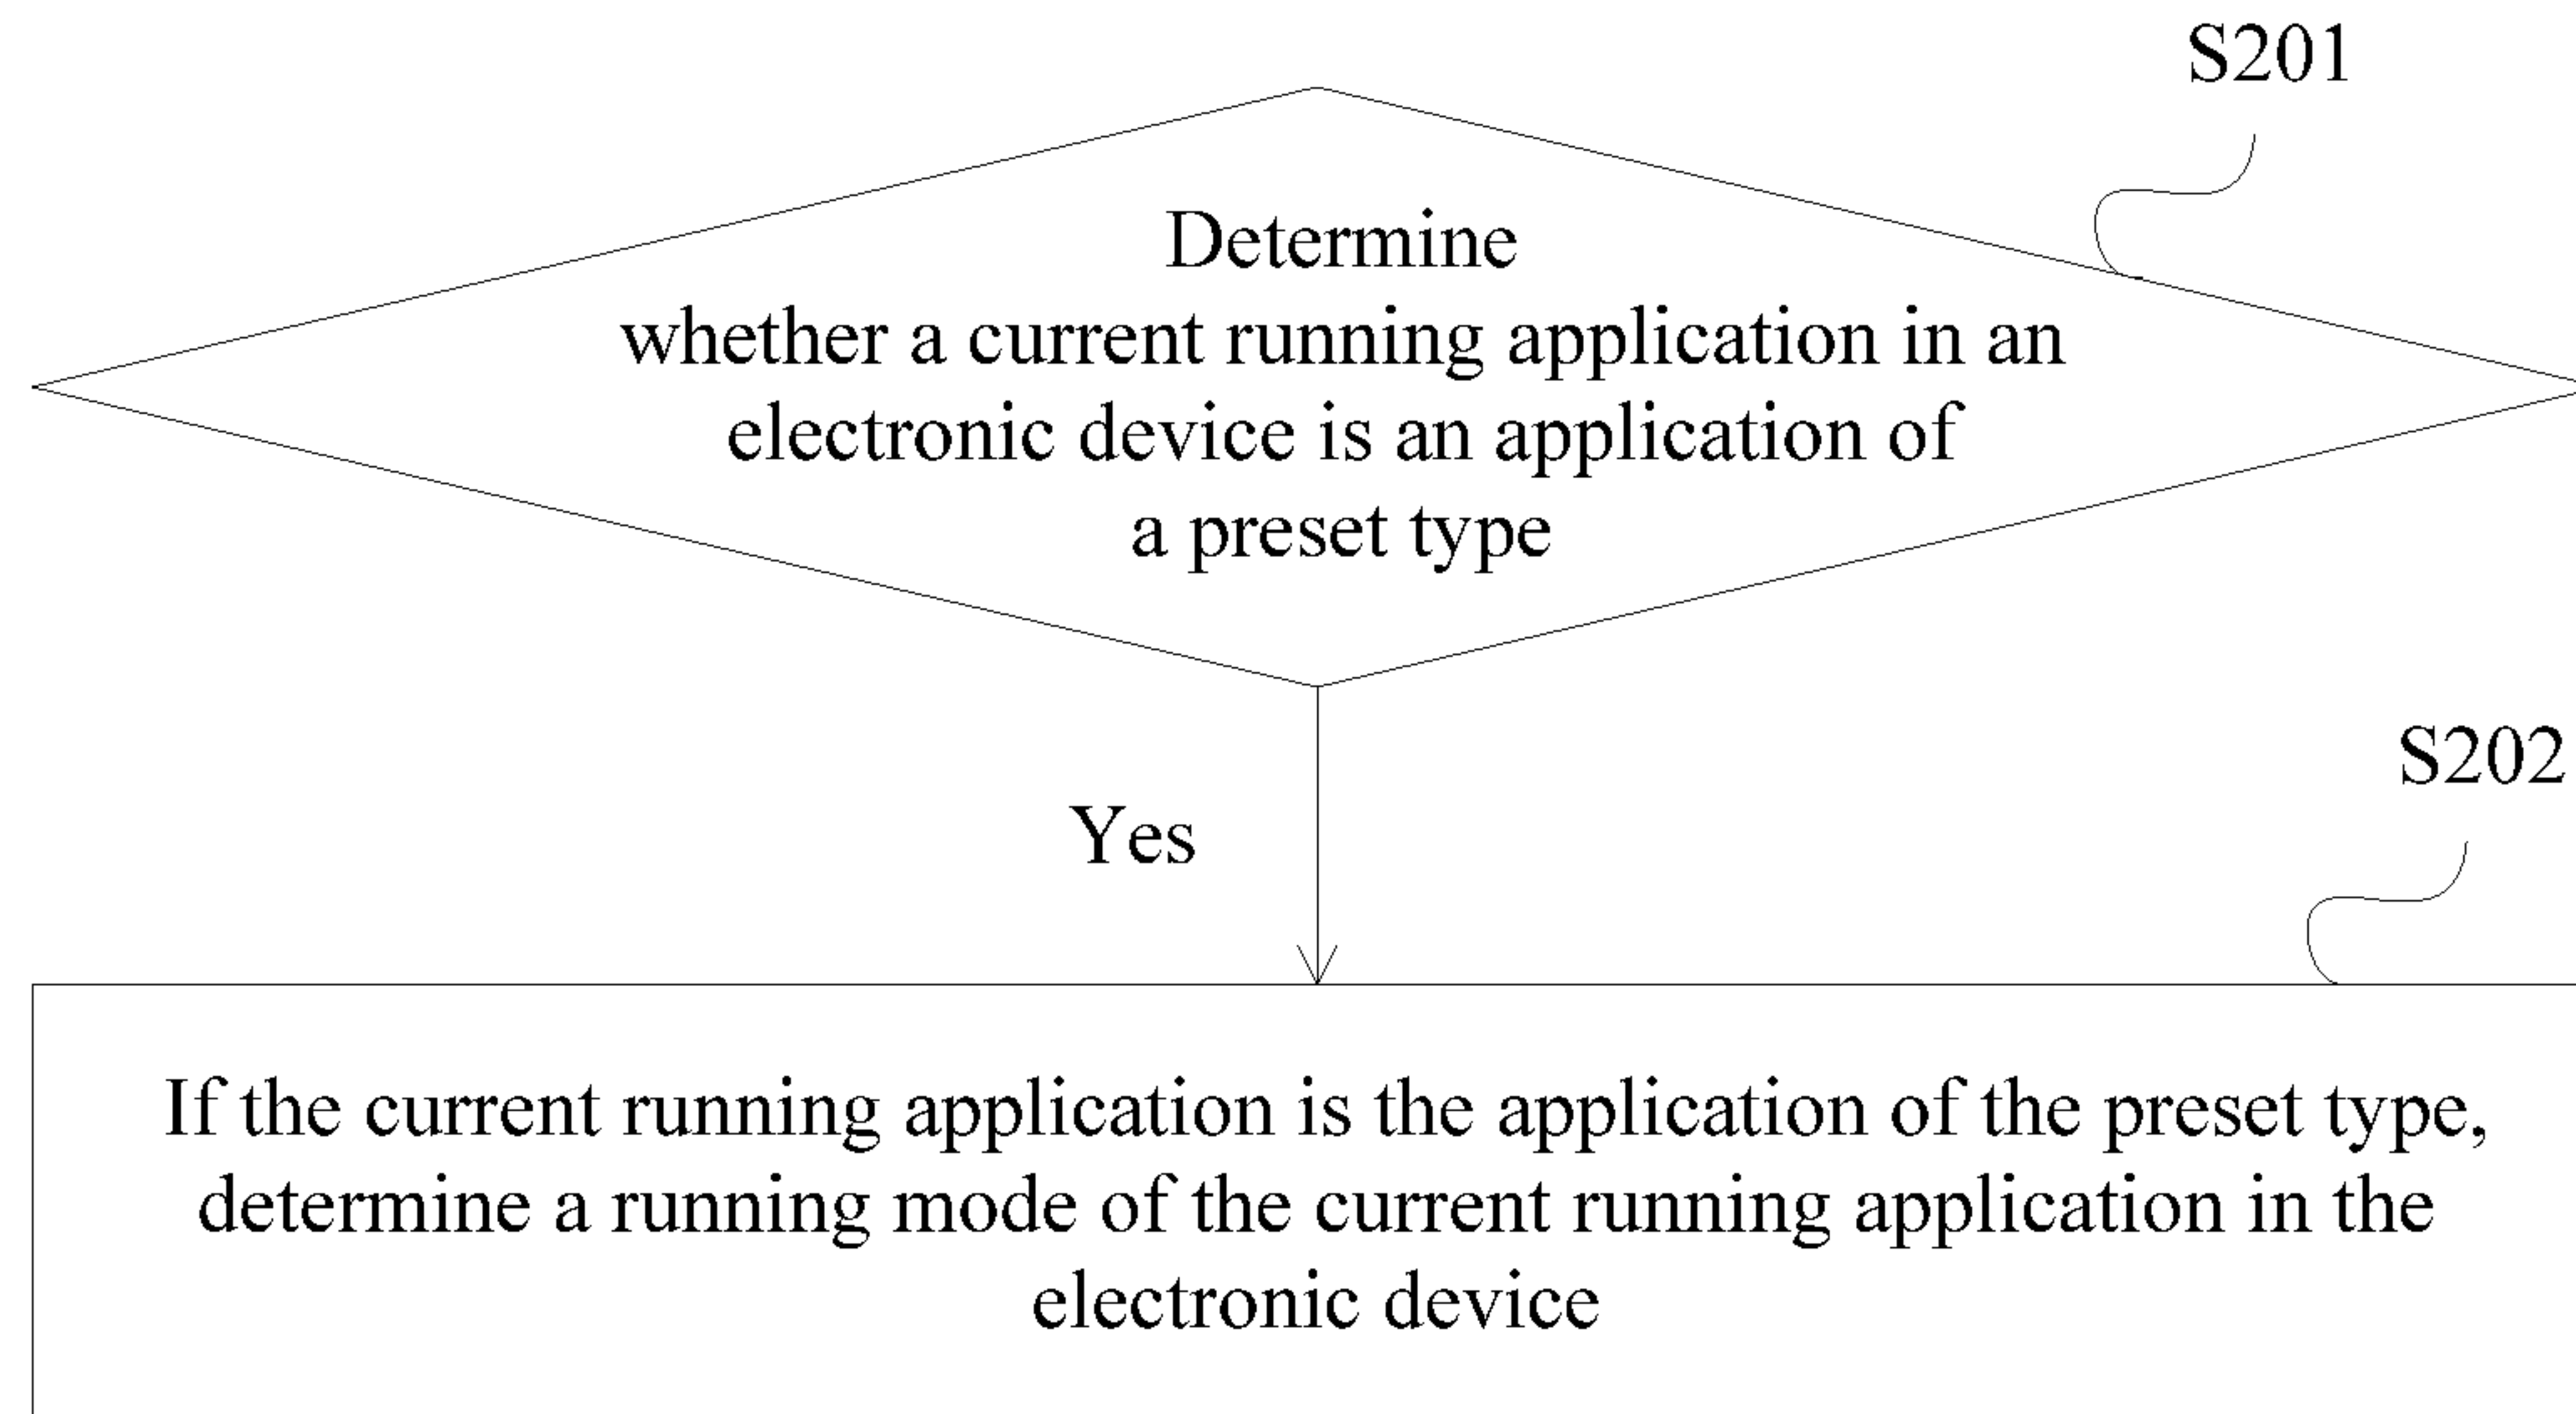 S201
Determine
whether a current running application in an
electronic device is an application of
a preset type
S202
Yes
If the current running application is the application of the preset type,
determine a running mode of the current running application in the
electronic device